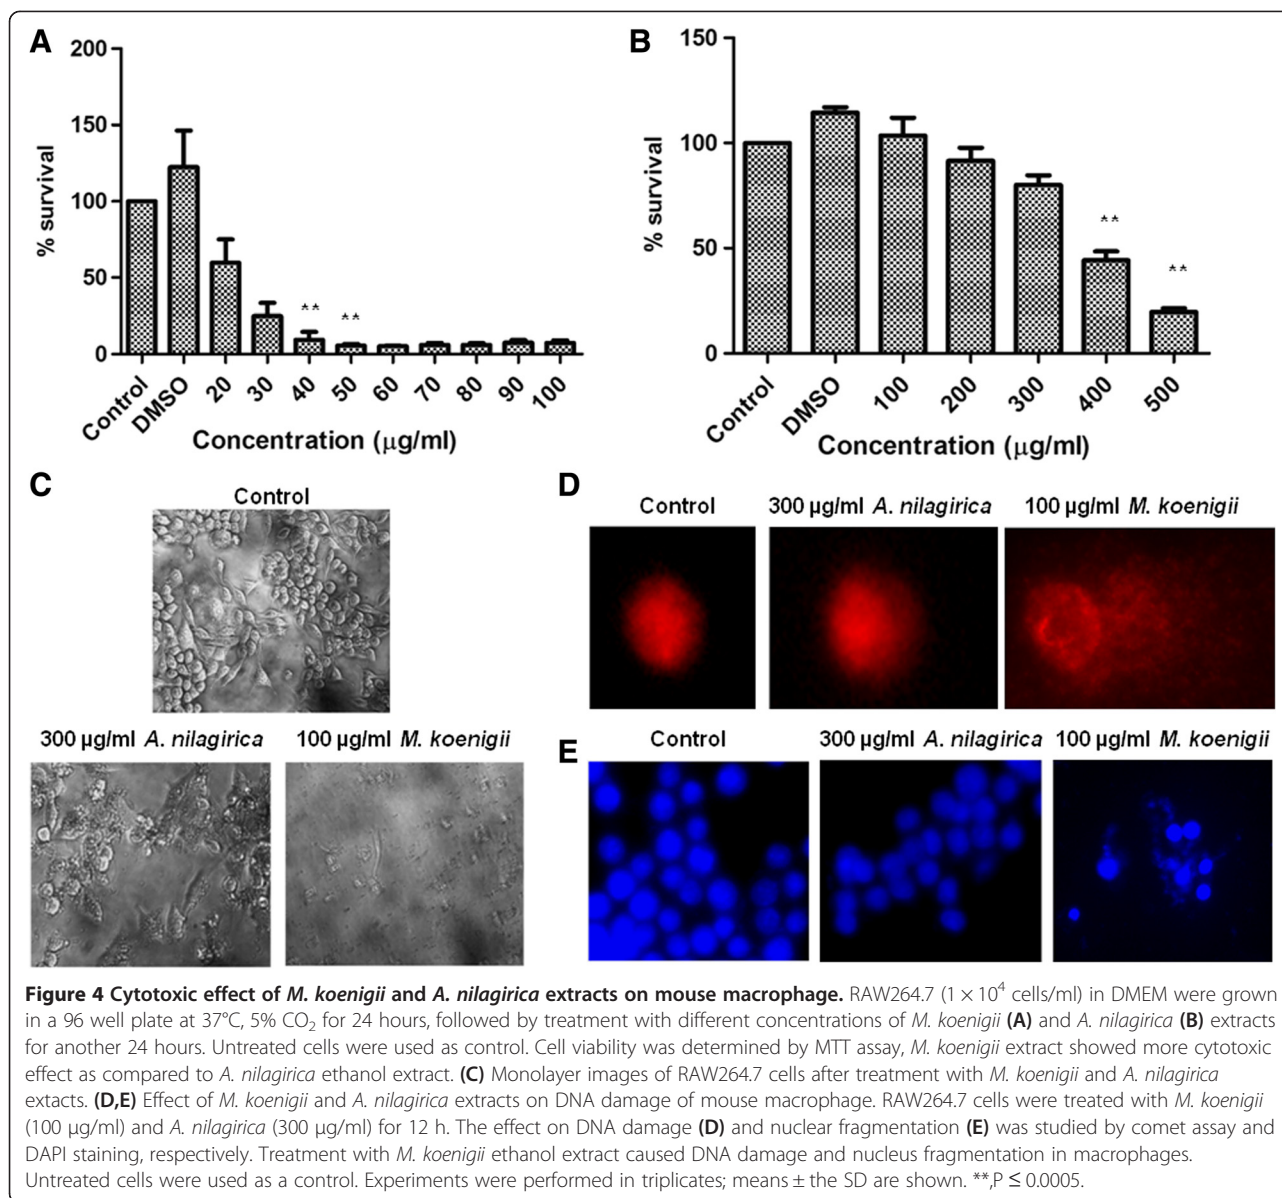 A
200
150
100
50
0
% survival
Control
DMSO
20
30
40
50
60
70
80
90
100
**
**
Concentration (μg/ml)
B
150
100
50
0
% survival
Control
DMSO
100
200
300
400
500
**
**
Concentration (μg/ml)
C
Control
300 μg/ml A. nilagirica
100 μg/ml M. koenigii
D
Control
300 μg/ml A. nilagirica
100 μg/ml M. koenigii
E
Control
300 μg/ml A. nilagirica
100 μg/ml M. koenigii
Figure 4 Cytotoxic effect of M. koenigii and A. nilagirica extracts on mouse macrophage. RAW264.7 (1 × 10⁴ cells/ml) in DMEM were grown
in a 96 well plate at 37°C, 5% CO₂ for 24 hours, followed by treatment with different concentrations of M. koenigii (A) and A. nilagirica (B) extracts
for another 24 hours. Untreated cells were used as control. Cell viability was determined by MTT assay, M. koenigii extract showed more cytotoxic
effect as compared to A. nilagirica ethanol extract. (C) Monolayer images of RAW264.7 cells after treatment with M. koenigii and A. nilagirica
extacts. (D,E) Effect of M. koenigii and A. nilagirica extracts on DNA damage of mouse macrophage. RAW264.7 cells were treated with M. koenigii
(100 μg/ml) and A. nilagirica (300 μg/ml) for 12 h. The effect on DNA damage (D) and nuclear fragmentation (E) was studied by comet assay and
DAPI staining, respectively. Treatment with M. koenigii ethanol extract caused DNA damage and nucleus fragmentation in macrophages.
Untreated cells were used as a control. Experiments were performed in triplicates; means ± the SD are shown. **,P ≤ 0.0005.